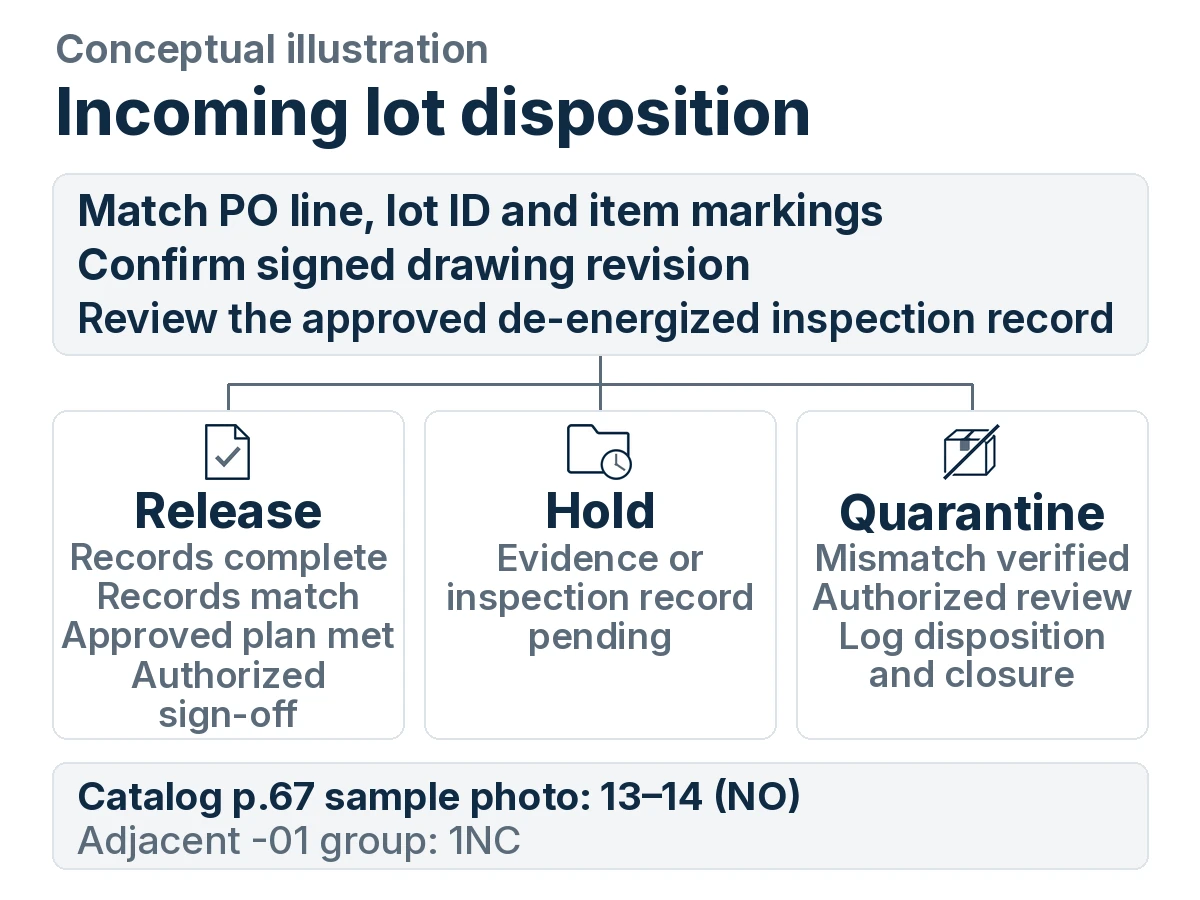 Conceptual illustration
Incoming lot disposition
Match PO line, lot ID and item markings
Confirm signed drawing revision
Review the approved de-energized inspection record
Release
Records complete
Records match
Approved plan met
Authorized
sign-off
Hold
Evidence or
inspection record
pending
Quarantine
Mismatch verified
Authorized review
Log disposition
and closure
Catalog p.67 sample photo: 13–14 (NO)
Adjacent -01 group: 1NC